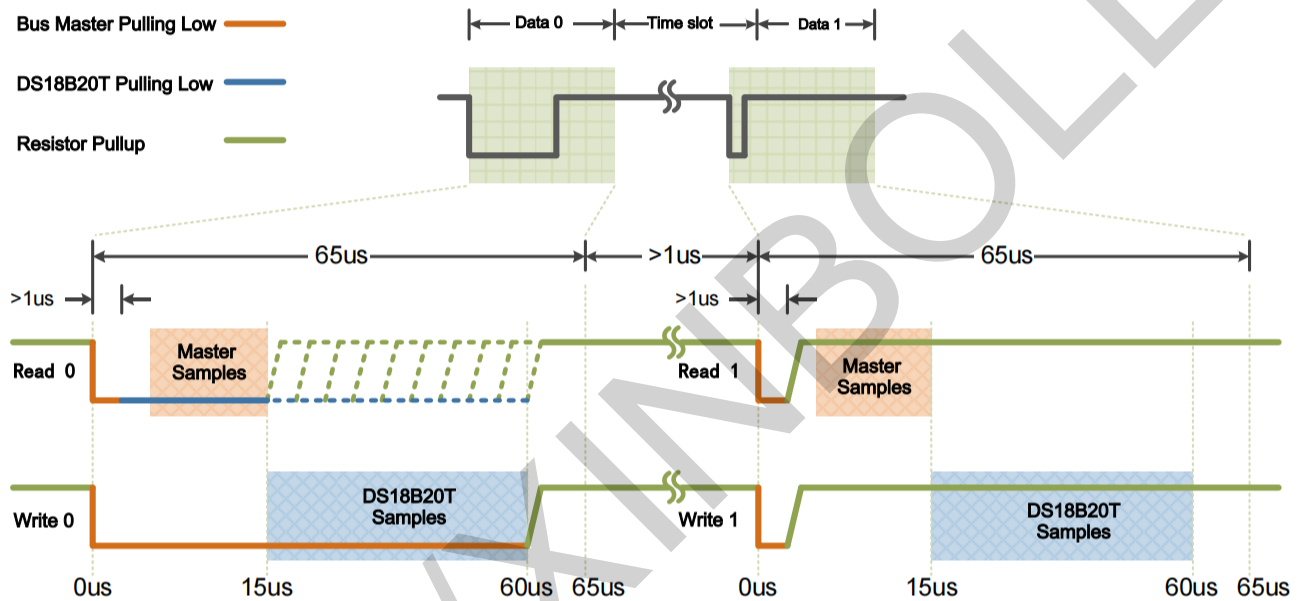 Bus Master Pulling Low
DS18B20T Pulling Low
Resistor Pullup
Data 0
Time slot
Data 1
65us
>1us
65us
>1us
>1us
Read 0
Master
Samples
Read 1
Master
Samples
Write 0
DS18B20T
Samples
Write 1
DS18B20T
Samples
0us
15us
60us
65us
0us
15us
60us
65us
XINBOLE